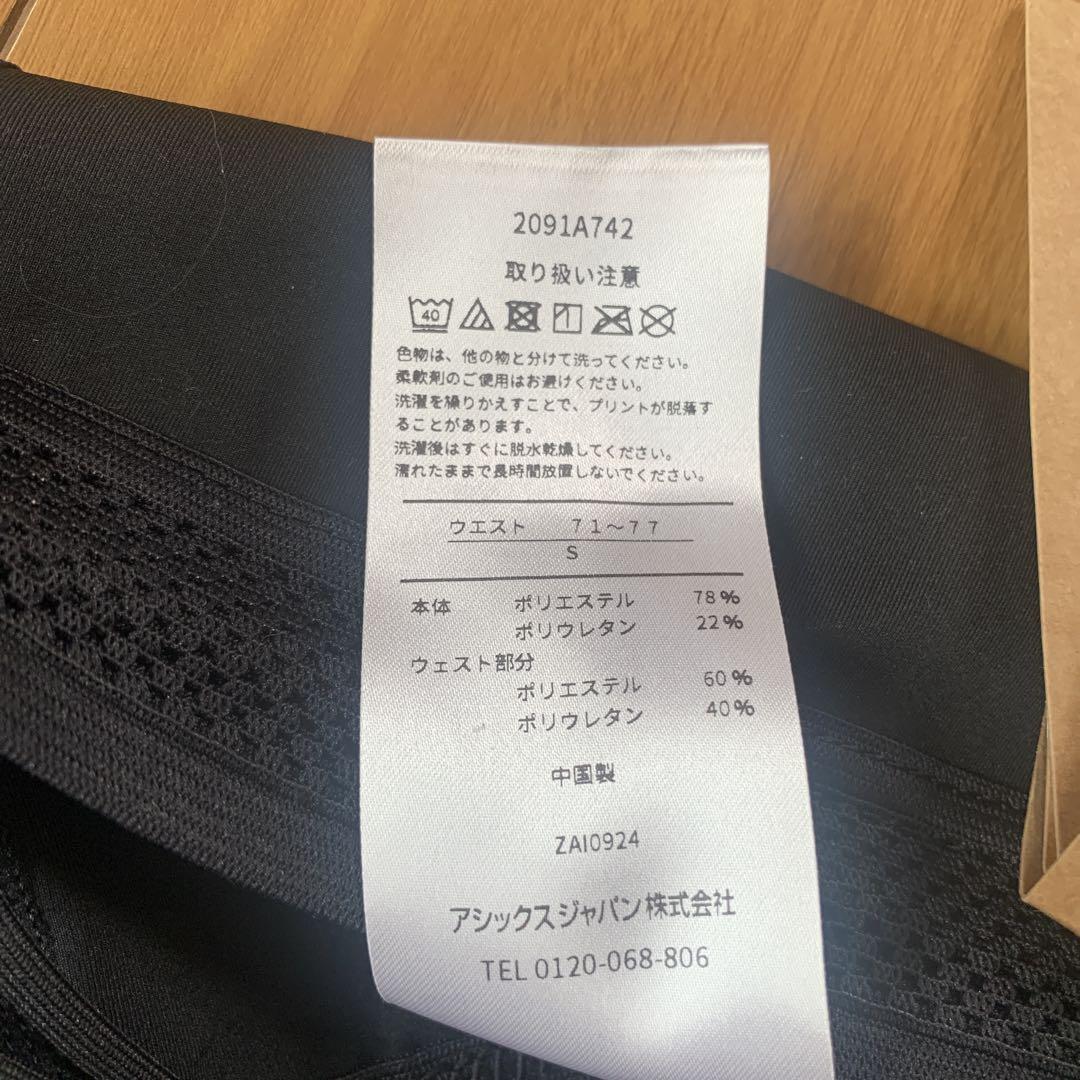 2091A742
取り扱い注意
40
色物は、他の物と分けて洗ってください。
柔軟剤のご使用はお避けください。
洗濯を繰りかえすことで、プリントが脱落す
ることがあります。
洗濯後はすぐに脱水乾燥してください。
濡れたままで長時間放置しないでください。
ウエスト 71〜77
S
本体 ポリエステル 78%
ポリウレタン 22%
ウェスト部分
ポリエステル 60%
ポリウレタン 40%
中国製
ZAI0924
アシックスジャパン株式会社
TEL 0120-068-806